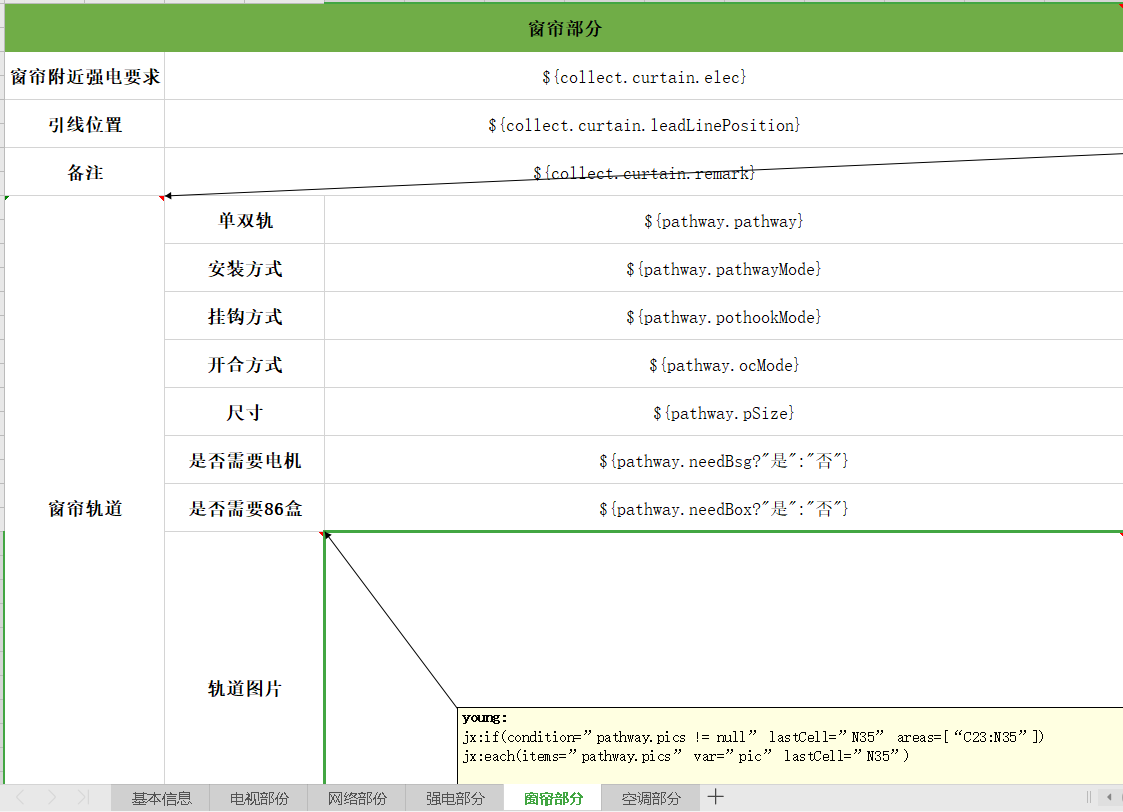 窗帘部分
窗帘附近强电要求 ${collect.curtain.elec}
引线位置 ${collect.curtain.leadLinePosition}
备注 ${collect.curtain.remark}
单双轨 ${pathway.pathway}
安装方式 ${pathway.pathwayMode}
挂钩方式 ${pathway.pothookMode}
开合方式 ${pathway.ocMode}
尺寸 ${pathway.pSize}
是否需要电机 ${pathway.needBsg?"是":"否"}
窗帘轨道 是否需要86盒 ${pathway.needBox?"是":"否"}
轨道图片
young:
jx:if(condition=”pathway.pics != null” lastCell=”N35” areas=[“C23:N35”])
jx:each(items=”pathway.pics” var=”pic” lastCell=”N35”)
基本信息 电视部份 网络部份 强电部分 窗帘部分 空调部分